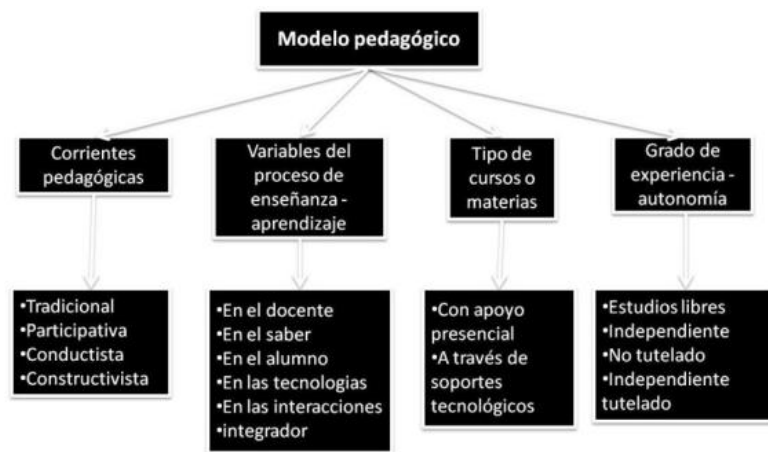 Modelo pedagógico
Corrientes
pedagógicas
Variables del
proceso de
enseñanza -
aprendizaje
Tipo de
cursos o
materias
Grado de
experiencia -
autonomía
•Tradicional
•Participativa
•Conductista
•Constructivista
•En el docente
•En el saber
•En el alumno
•En las tecnologias
•En las interacciones
•integrador
•Con apoyo
presencial
•A través de
soportes
tecnológicos
•Estudios libres
•Independiente
•No tutelado
•Independiente
tutelado